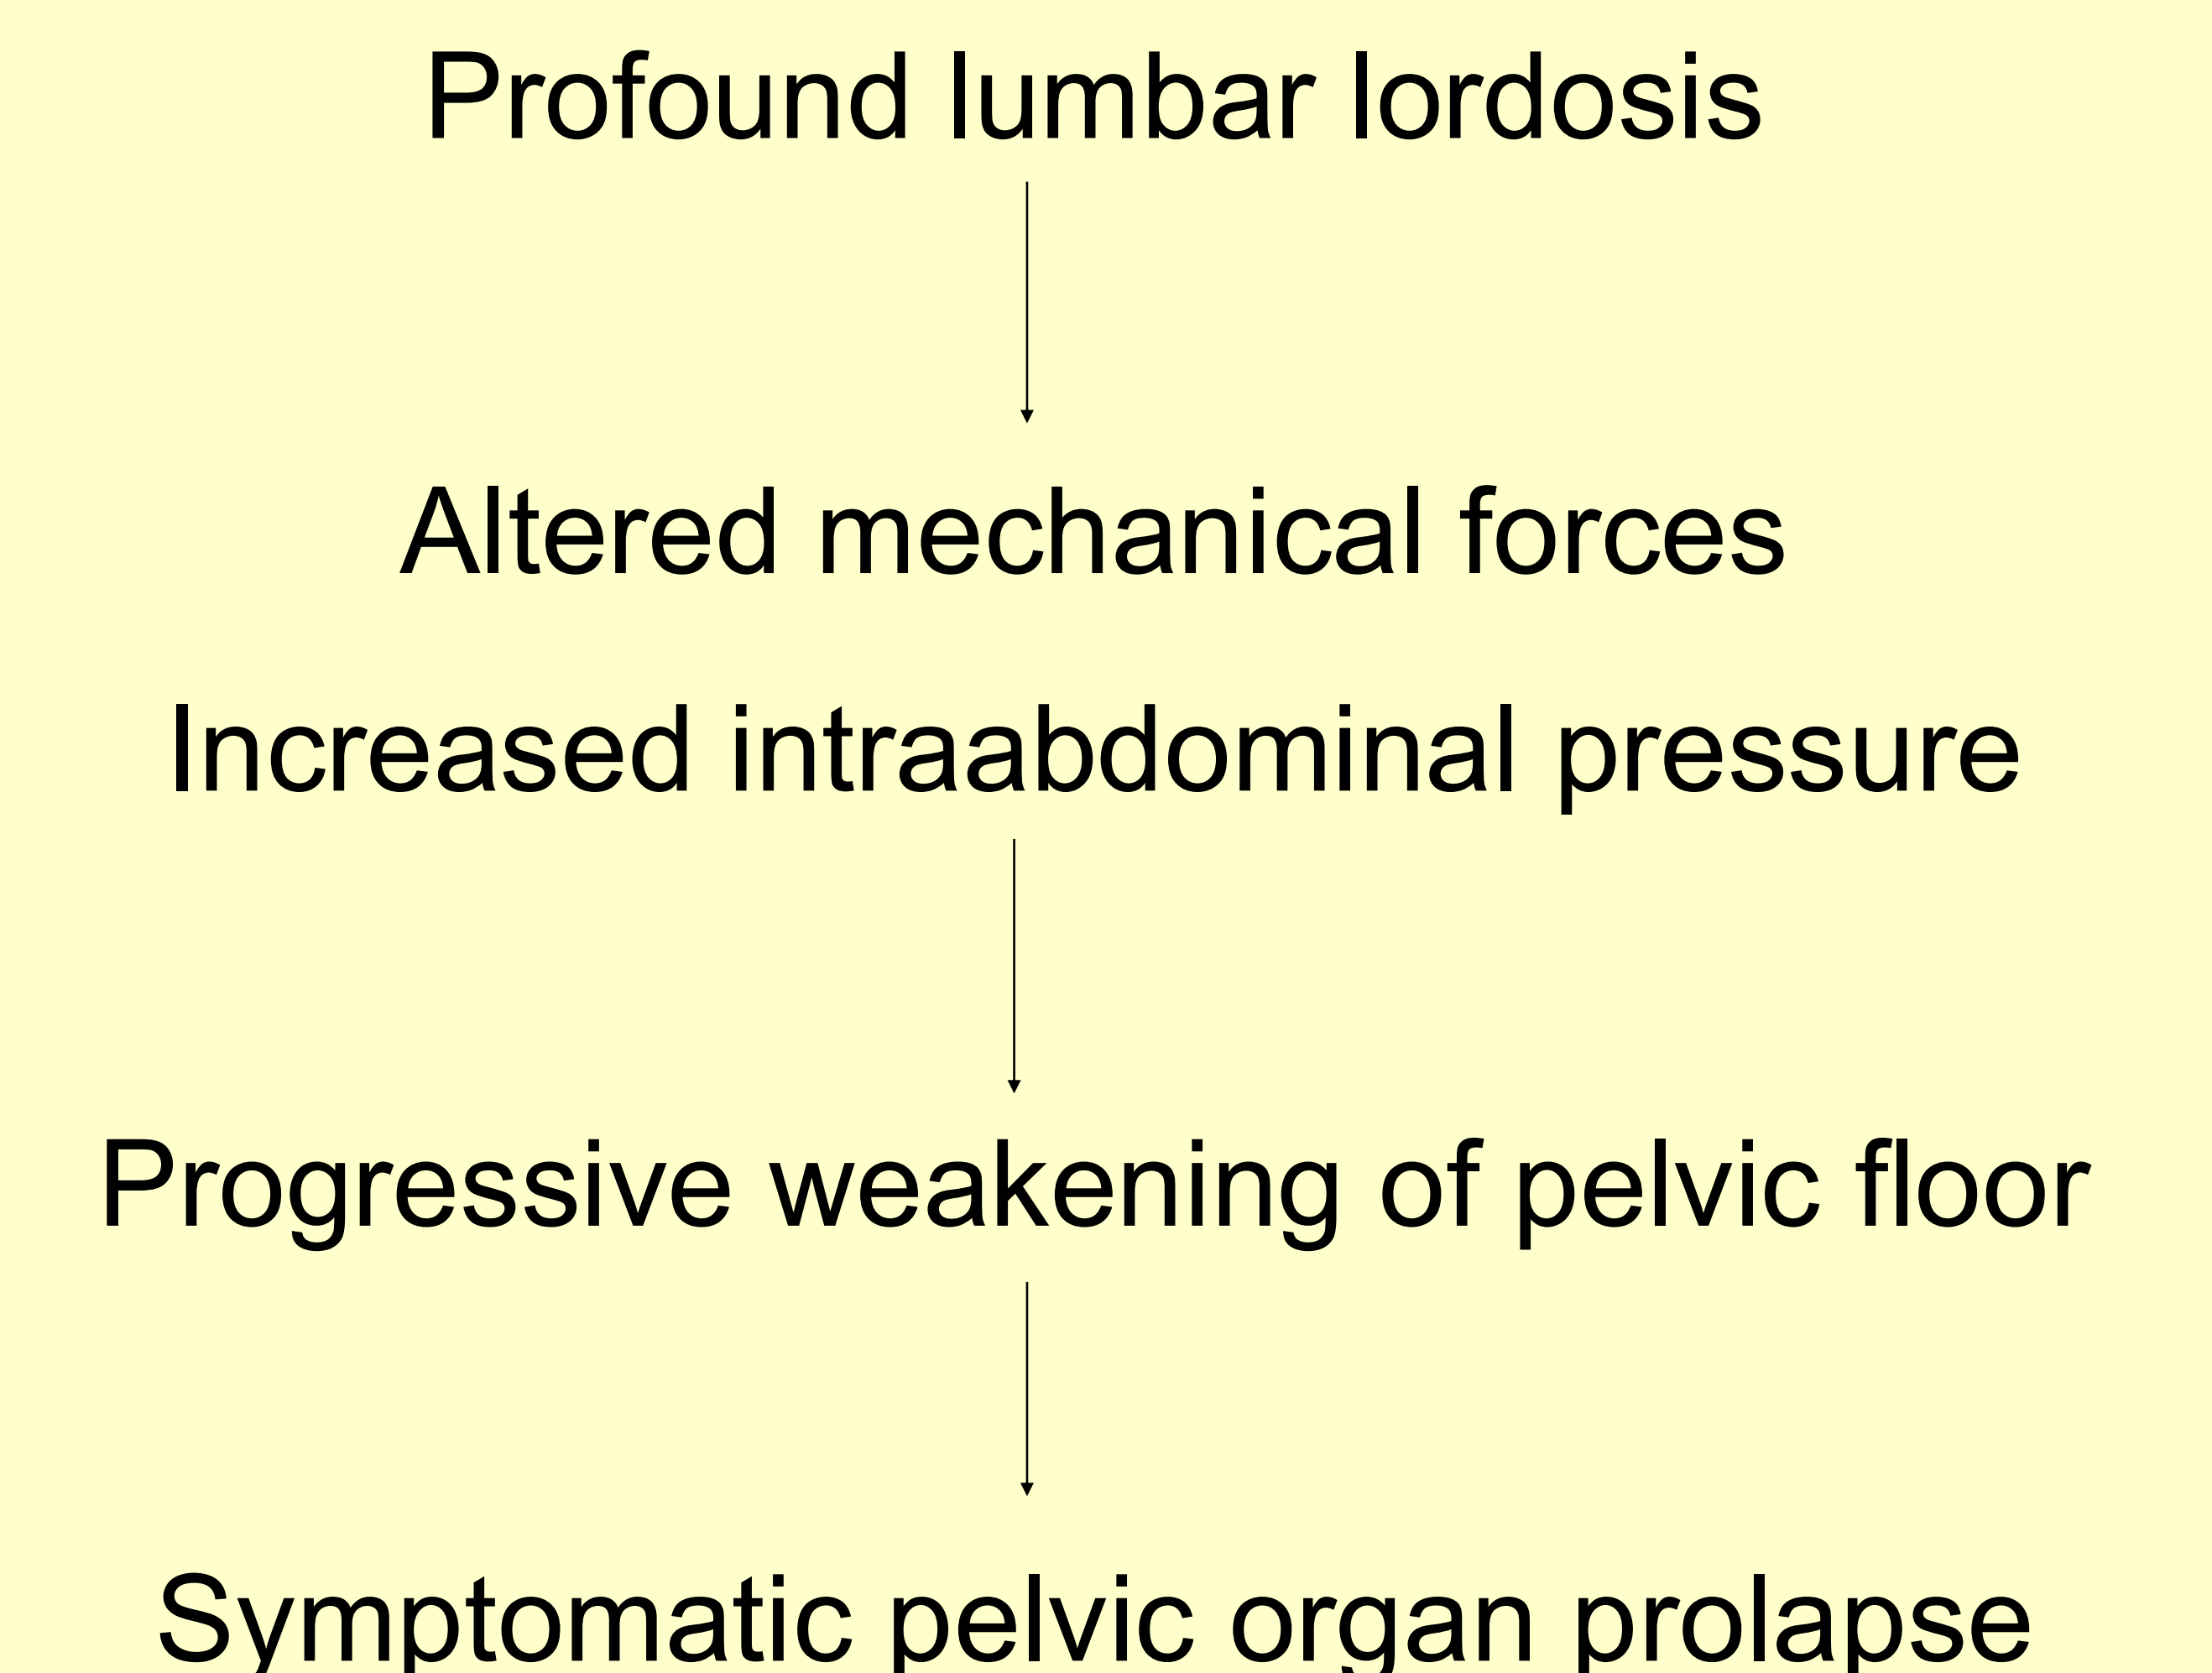 Profound lumbar lordosis
Altered mechanical forces
Increased intraabdominal pressure
Progressive weakening of pelvic floor
Symptomatic pelvic organ prolapse